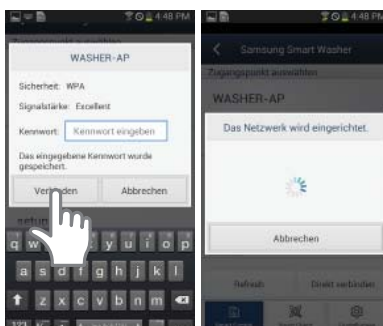 4:48 PM
WASHER-AP
Sicherheit: WPA
Signalstärke: Excellent
Kennwort: Kennwort eingeben
Das eingegebene Kennwort wurde
gespeichert.
Verbinden Abbrechen
setup
q w y u i o p
a s d f g h j k l
z x c v b n m
4:48 PM
Samsung Smart Washer
Zugangspunkt auswählen
WASHER-AP
Das Netzwerk wird eingerichtet.
Abbrechen
Refresh Direkt verbinden